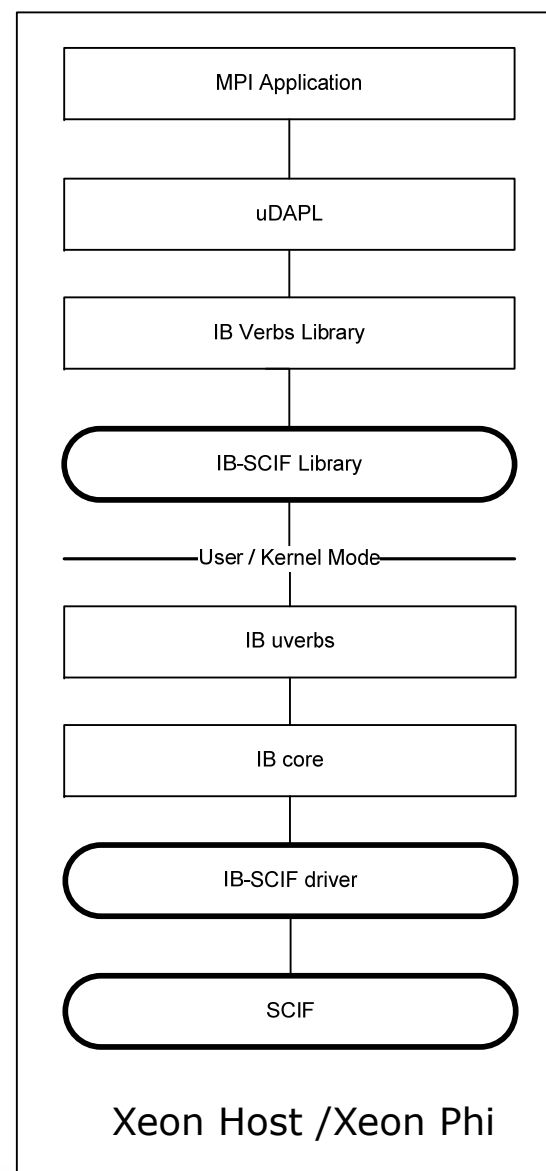 MPI Application
uDAPL
IB Verbs Library
IB-SCIF Library
User / Kernel Mode
IB uverbs
IB core
IB-SCIF driver
SCIF
Xeon Host /Xeon Phi